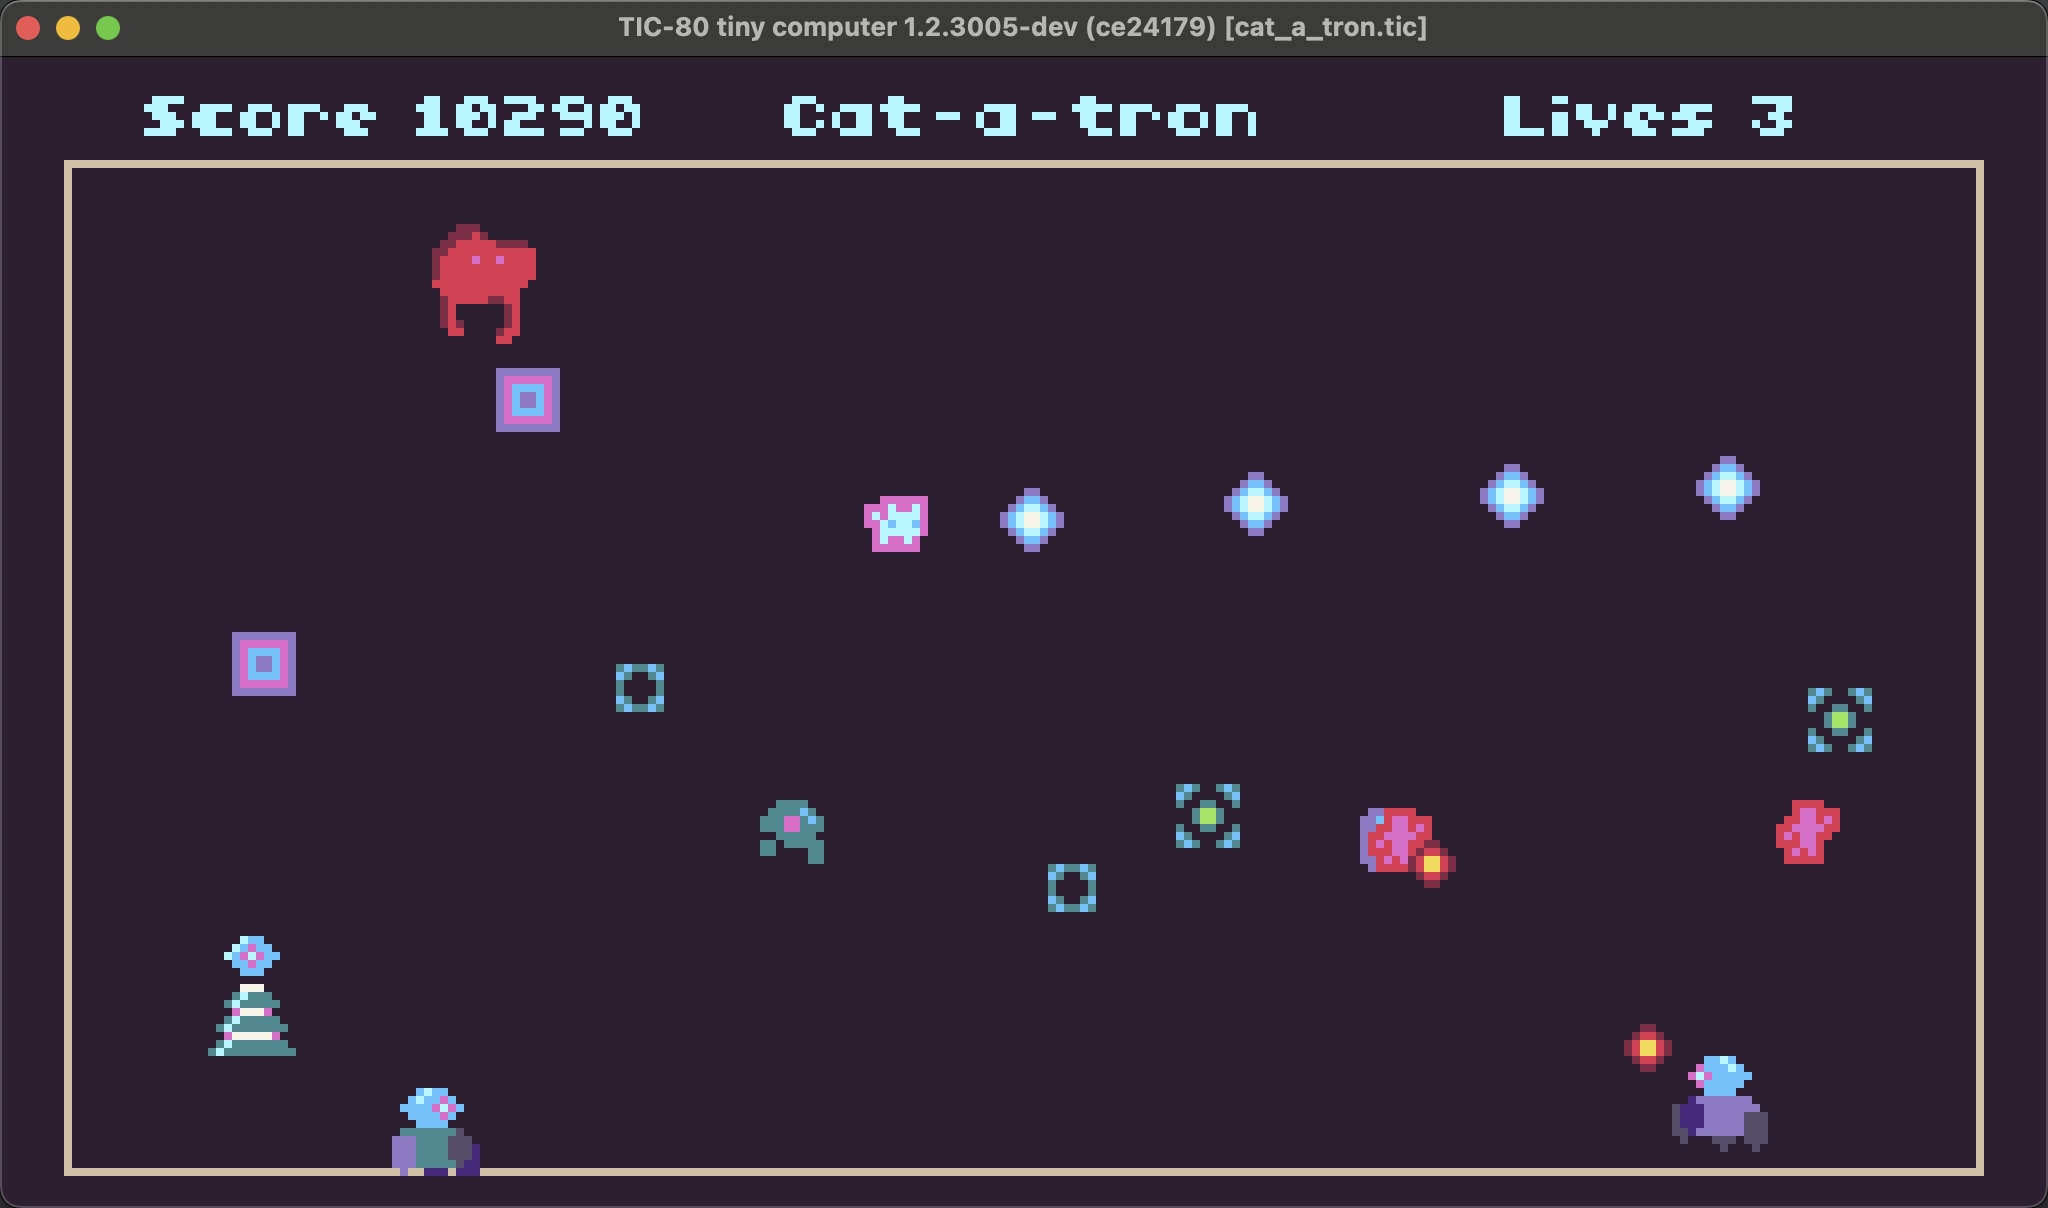 TIC-80 tiny computer 1.2.3005-dev (ce24179) [cat_a_tron.tic]
Score 10290 Cat-a-tron Lives 3